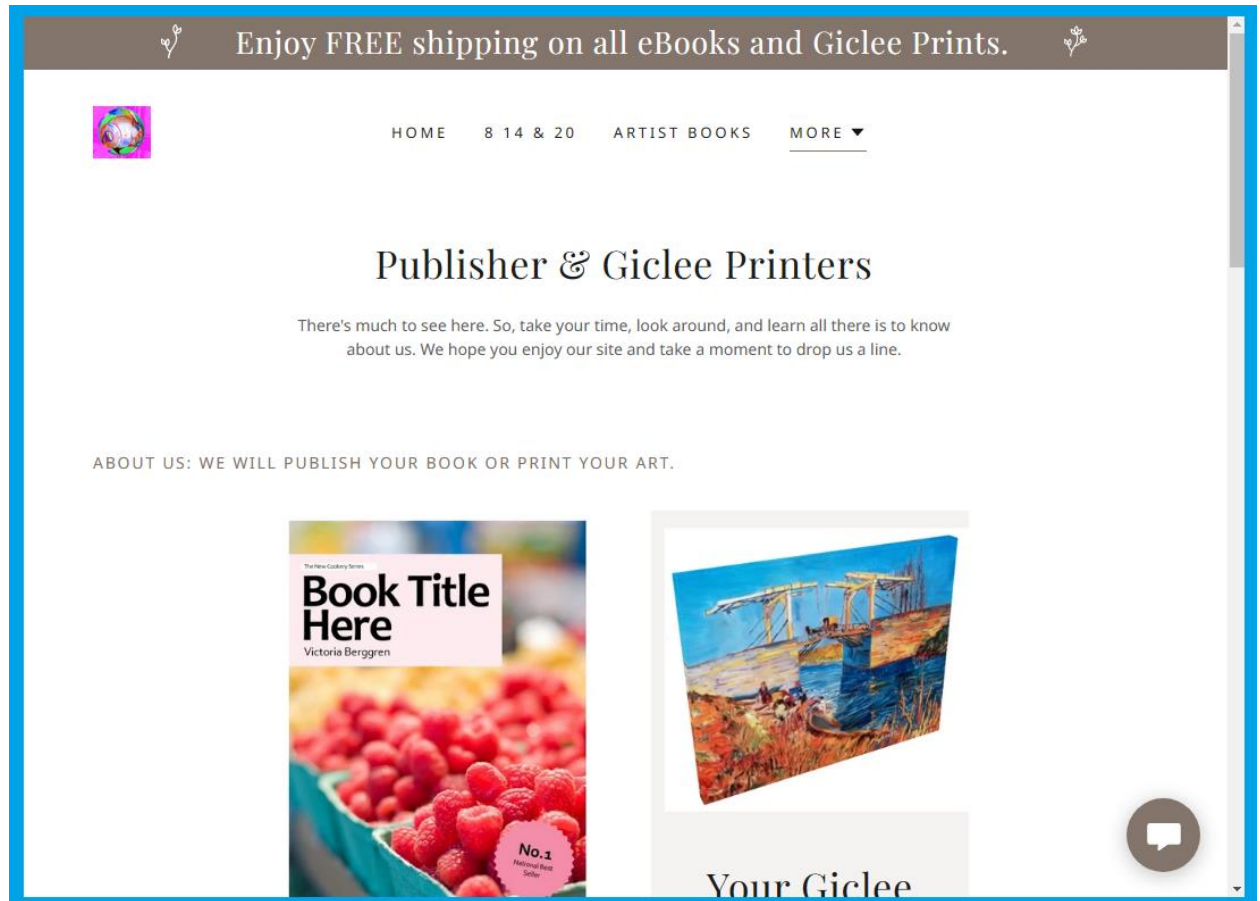 Enjoy FREE shipping on all eBooks and Giclee Prints.
HOME 8 14 & 20 ARTIST BOOKS MORE
Publisher & Giclee Printers
There's much to see here. So, take your time, look around, and learn all there is to know
about us. We hope you enjoy our site and take a moment to drop us a line.
ABOUT US: WE WILL PUBLISH YOUR BOOK OR PRINT YOUR ART.
The New Cookery Series
Book Title
Here
Victoria Berggren
No.1
National Best
Seller
Your Giclee